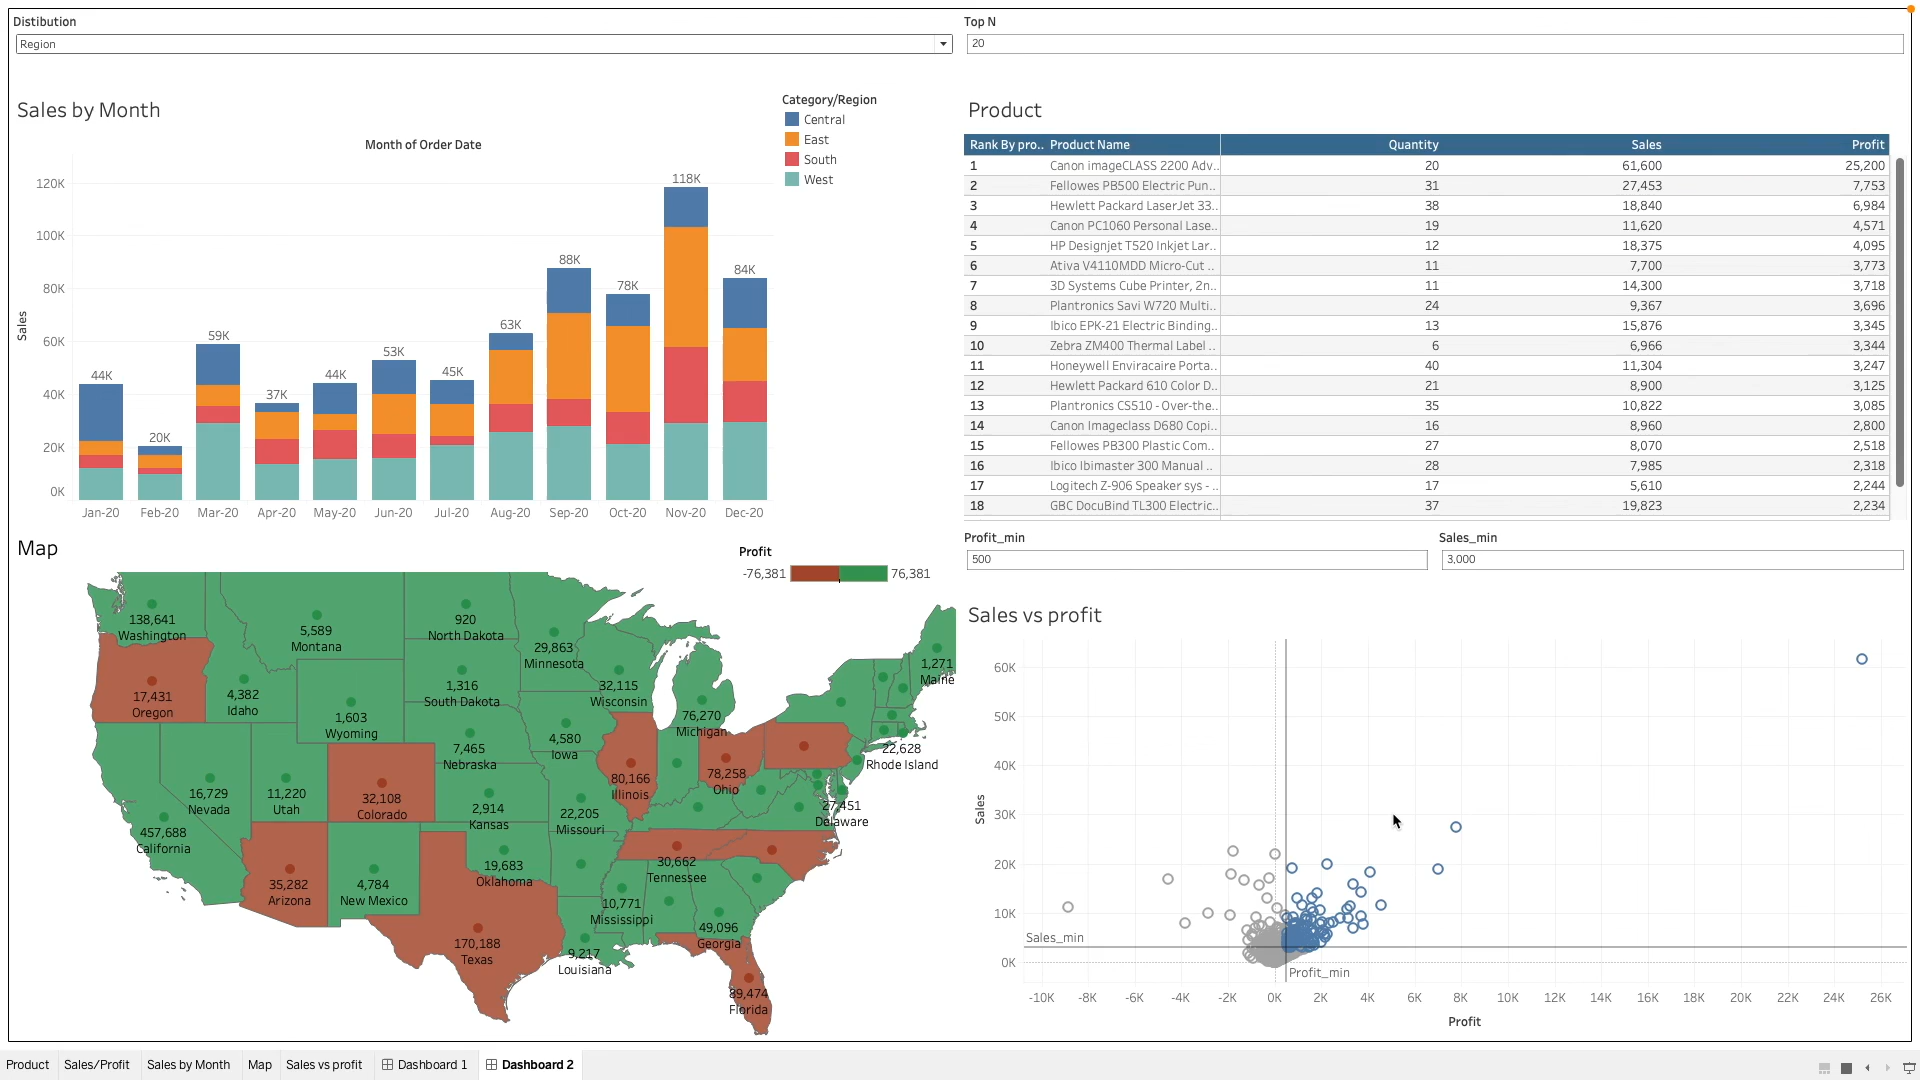 Distibution
Region
Top N
20
Sales by Month
Month of Order Date
Category/Region
Central
East
South
West
Sales
120K
100K
80K
60K
40K
20K
0K
44K
20K
59K
37K
44K
53K
45K
63K
88K
78K
118K
84K
Jan-20 Feb-20 Mar-20 Apr-20 May-20 Jun-20 Jul-20 Aug-20 Sep-20 Oct-20 Nov-20 Dec-20
Product
Rank By pro.. Product Name Quantity Sales Profit
1 Canon imageCLASS 2200 Adv.. 20 61,600 25,200
2 Fellowes PB500 Electric Pun.. 31 27,453 7,753
3 Hewlett Packard LaserJet 33.. 38 18,840 6,984
4 Canon PC1060 Personal Lase.. 19 11,620 4,571
5 HP Designjet T520 Inkjet Lar.. 12 18,375 4,095
6 Ativa V4110MDD Micro-Cut .. 11 7,700 3,773
7 3D Systems Cube Printer, 2n.. 11 14,300 3,718
8 Plantronics Savi W720 Multi.. 24 9,367 3,696
9 Ibico EPK-21 Electric Binding.. 13 15,876 3,345
10 Zebra ZM400 Thermal Label .. 6 6,966 3,344
11 Honeywell Enviracaire Porta.. 40 11,304 3,247
12 Hewlett Packard 610 Color D.. 21 8,900 3,125
13 Plantronics CS510 - Over-the.. 35 10,822 3,085
14 Canon Imageclass D680 Copi.. 16 8,960 2,800
15 Fellowes PB300 Plastic Com.. 27 8,070 2,518
16 Ibico Ibimaster 300 Manual .. 28 7,985 2,318
17 Logitech Z-906 Speaker sys - .. 17 5,610 2,244
18 GBC DocuBind TL300 Electric.. 37 19,823 2,234
Map
Profit
-76,381 76,381
138,641
Washington
5,589
Montana
920
North Dakota
29,863
Minnesota
1,271
Maine
17,431
Oregon
4,382
Idaho
1,603
Wyoming
1,316
South Dakota
32,115
Wisconsin
76,270
Michigan
16,729
Nevada
11,220
Utah
32,108
Colorado
7,465
Nebraska
4,580
Iowa
80,166
Illinois
78,258
Ohio
22,628
Rhode Island
457,688
California
2,914
Kansas
22,205
Missouri
27,451
Delaware
35,282
Arizona
4,784
New Mexico
19,683
Oklahoma
30,662
Tennessee
170,188
Texas
10,771
Mississippi
49,096
Georgia
9,217
Louisiana
89,474
Florida
Profit_min
500
Sales_min
3,000
Sales vs profit
Sales
60K
50K
40K
30K
20K
10K
0K
Sales_min
Profit_min
-10K -8K -6K -4K -2K 0K 2K 4K 6K 8K 10K 12K 14K 16K 18K 20K 22K 24K 26K
Profit
Product Sales/Profit Sales by Month Map Sales vs profit Dashboard 1 Dashboard 2